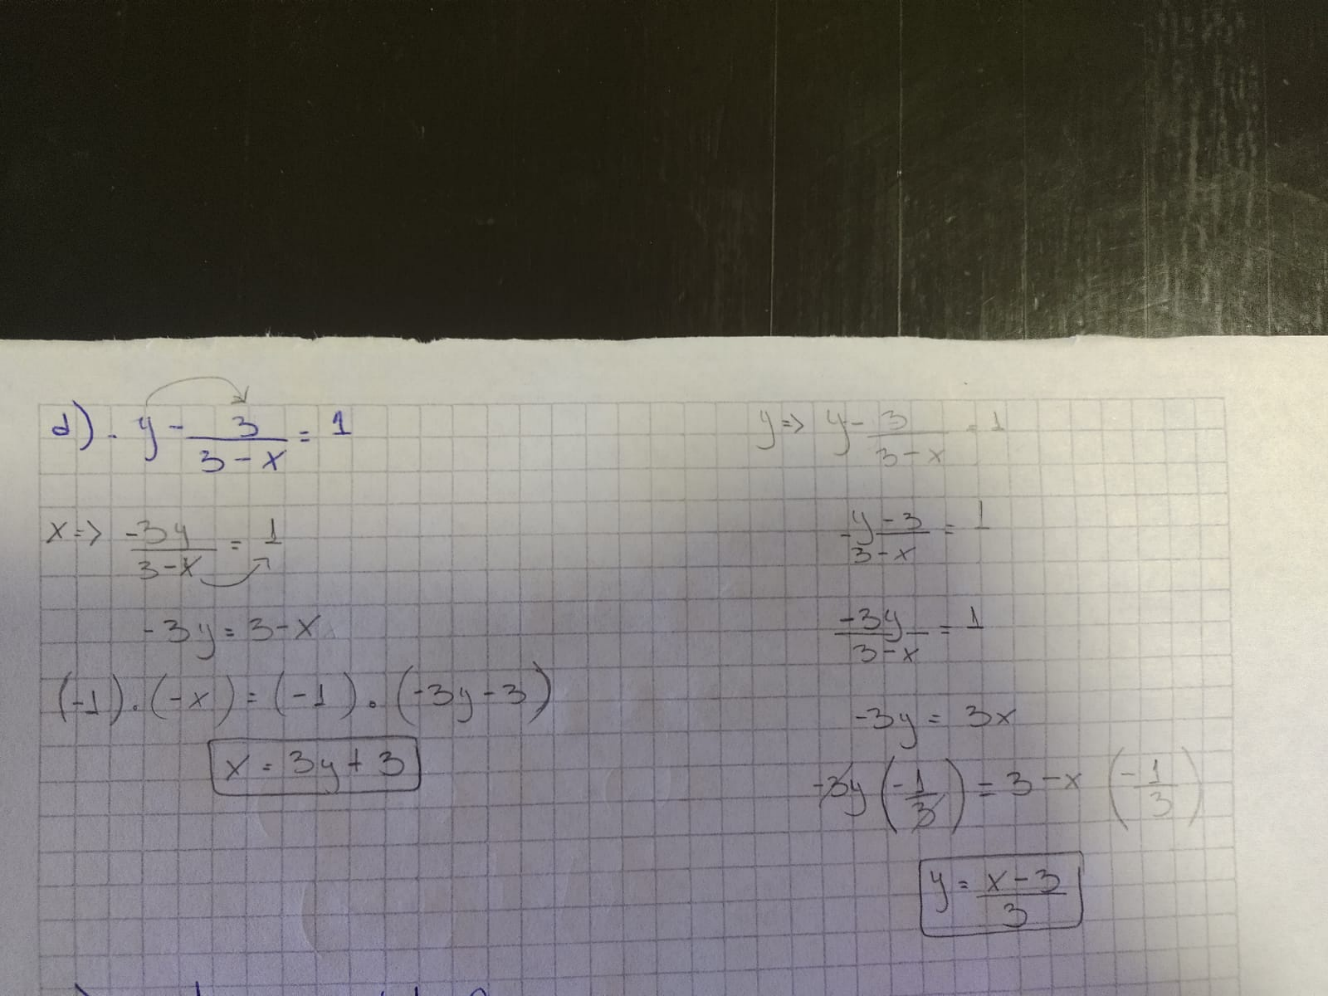 d). y - 3/(3 - x) = 1
x => -3y/(3 - x) = 1
-3y = 3 - x
(-1) . (-x) = (-1) . (-3y - 3)
x = 3y + 3
y => y - 3/(3 - x) = 1
y - 3/(3 - x) = 1
-3y/(3 - x) = 1
-3y = 3x
-3y (-1/3) = 3 - x (-1/3)
y = (x - 3)/3